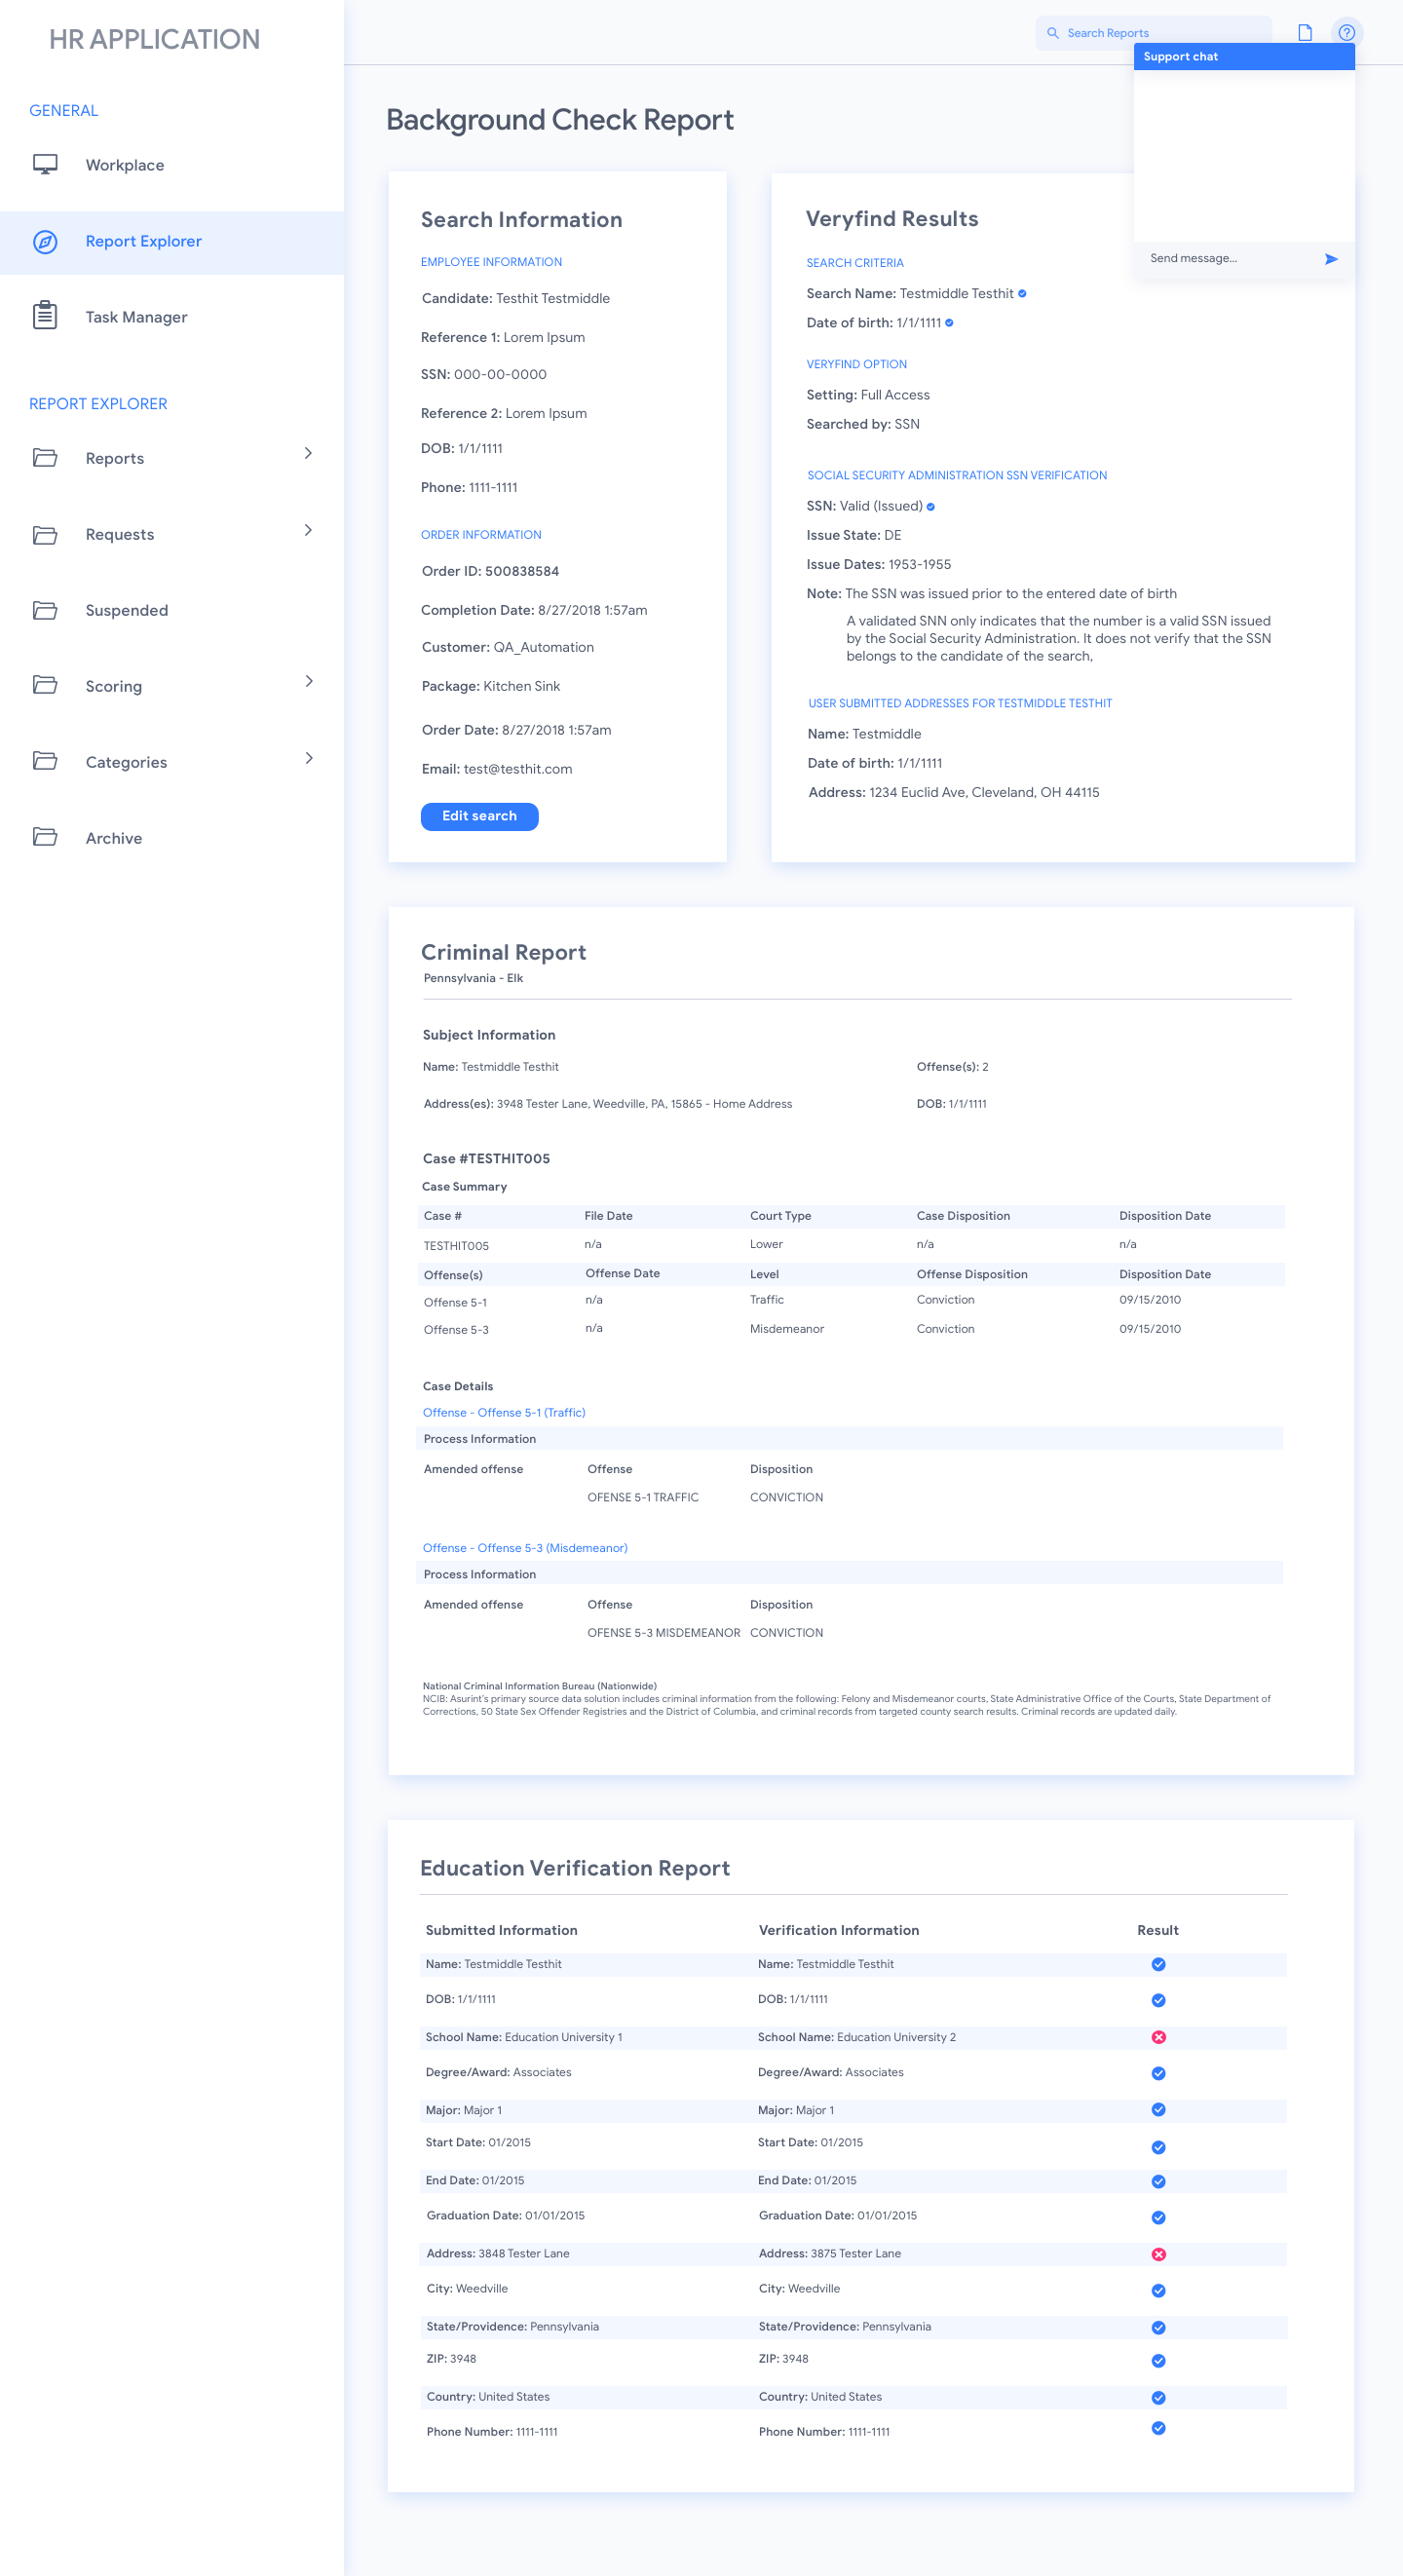 HR APPLICATION
GENERAL
Workplace
Report Explorer
Task Manager
REPORT EXPLORER
Reports
Requests
Suspended
Scoring
Categories
Archive
Search Reports
Support chat
Send message...
Background Check Report
Search Information
EMPLOYEE INFORMATION
Candidate: Testhit Testmiddle
Reference 1: Lorem Ipsum
SSN: 000-00-0000
Reference 2: Lorem Ipsum
DOB: 1/1/1111
Phone: 1111-1111
ORDER INFORMATION
Order ID: 500838584
Completion Date: 8/27/2018 1:57am
Customer: QA_Automation
Package: Kitchen Sink
Order Date: 8/27/2018 1:57am
Email: test@testhit.com
Edit search
Veryfind Results
SEARCH CRITERIA
Search Name: Testmiddle Testhit
Date of birth: 1/1/1111
VERYFIND OPTION
Setting: Full Access
Searched by: SSN
SOCIAL SECURITY ADMINISTRATION SSN VERIFICATION
SSN: Valid (Issued)
Issue State: DE
Issue Dates: 1953-1955
Note: The SSN was issued prior to the entered date of birth
A validated SNN only indicates that the number is a valid SSN issued
by the Social Security Administration. It does not verify that the SSN
belongs to the candidate of the search,
USER SUBMITTED ADDRESSES FOR TESTMIDDLE TESTHIT
Name: Testmiddle
Date of birth: 1/1/1111
Address: 1234 Euclid Ave, Cleveland, OH 44115
Criminal Report
Pennsylvania - Elk
Subject Information
Name: Testmiddle Testhit Offense(s): 2
Address(es): 3948 Tester Lane, Weedville, PA, 15865 - Home Address DOB: 1/1/1111
Case #TESTHIT005
Case Summary
Case # File Date Court Type Case Disposition Disposition Date
TESTHIT005 n/a Lower n/a n/a
Offense(s) Offense Date Level Offense Disposition Disposition Date
Offense 5-1 n/a Traffic Conviction 09/15/2010
Offense 5-3 n/a Misdemeanor Conviction 09/15/2010
Case Details
Offense - Offense 5-1 (Traffic)
Process Information
Amended offense Offense Disposition
OFENSE 5-1 TRAFFIC CONVICTION
Offense - Offense 5-3 (Misdemeanor)
Process Information
Amended offense Offense Disposition
OFENSE 5-3 MISDEMEANOR CONVICTION
National Criminal Information Bureau (Nationwide)
NCIB: Asurint's primary source data solution includes criminal information from the following: Felony and Misdemeanor courts, State Administrative Office of the Courts, State Department of
Corrections, 50 State Sex Offender Registries and the District of Columbia, and criminal records from targeted county search results. Criminal records are updated daily.
Education Verification Report
Submitted Information Verification Information Result
Name: Testmiddle Testhit Name: Testmiddle Testhit
DOB: 1/1/1111 DOB: 1/1/1111
School Name: Education University 1 School Name: Education University 2
Degree/Award: Associates Degree/Award: Associates
Major: Major 1 Major: Major 1
Start Date: 01/2015 Start Date: 01/2015
End Date: 01/2015 End Date: 01/2015
Graduation Date: 01/01/2015 Graduation Date: 01/01/2015
Address: 3848 Tester Lane Address: 3875 Tester Lane
City: Weedville City: Weedville
State/Providence: Pennsylvania State/Providence: Pennsylvania
ZIP: 3948 ZIP: 3948
Country: United States Country: United States
Phone Number: 1111-1111 Phone Number: 1111-1111